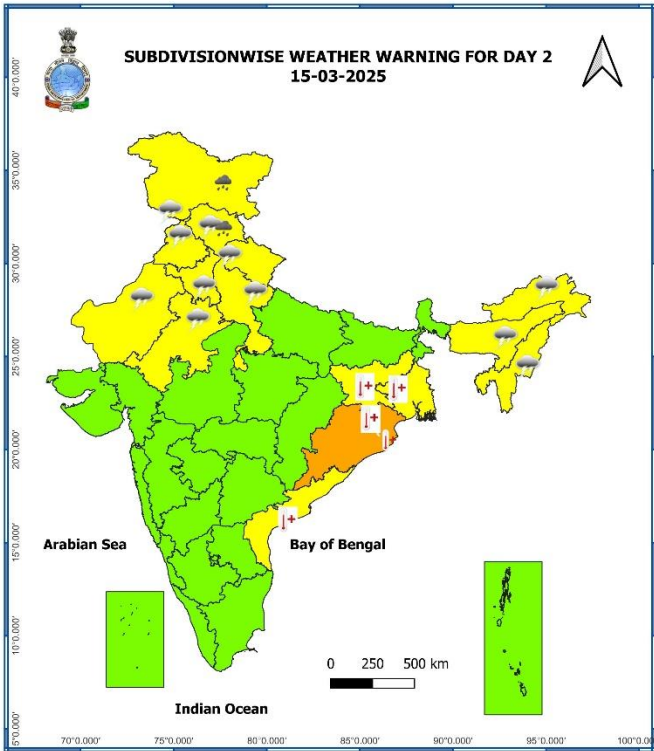 SUBDIVISIONWISE WEATHER WARNING FOR DAY 2
15-03-2025
40°0.000'
35°0.000'
30°0.000'
25°0.000'
20°0.000'
15°0.000'
10°0.000'
5°0.000'
Arabian Sea
Bay of Bengal
0 250 500 km
Indian Ocean
70°0.000' 75°0.000' 80°0.000' 85°0.000' 90°0.000' 95°0.000' 100°0.0